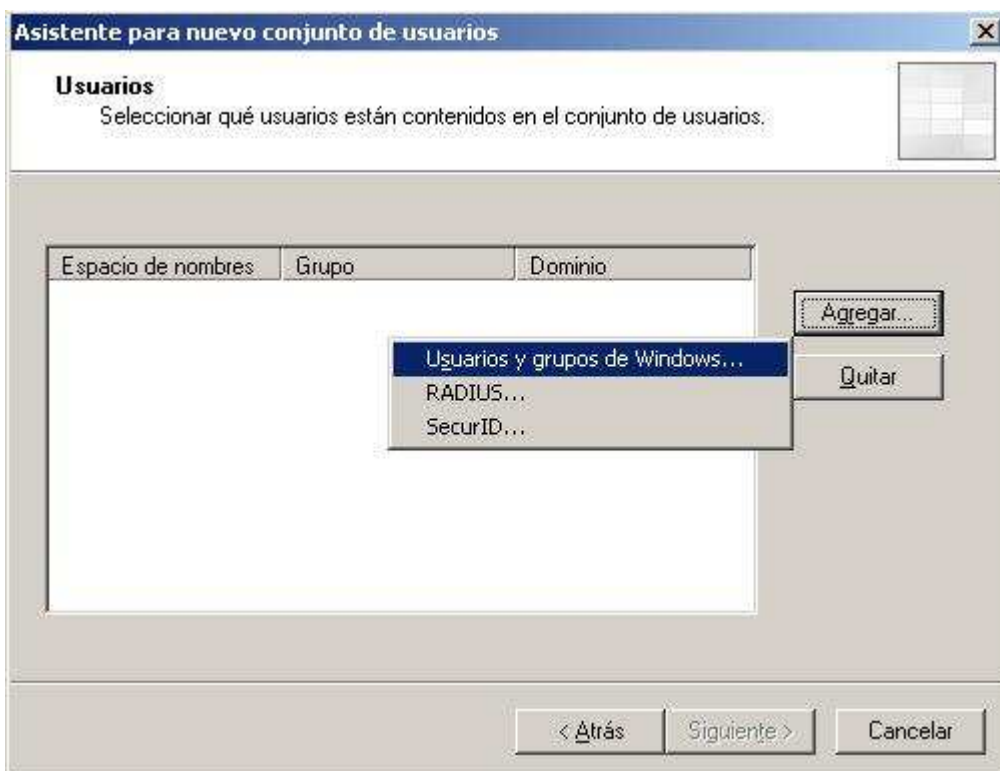 Asistente para nuevo conjunto de usuarios
Usuarios
Seleccionar qué usuarios están contenidos en el conjunto de usuarios.
Espacio de nombres Grupo Dominio
Agregar...
Usuarios y grupos de Windows...
RADIUS...
SecurID...
Quitar
< Atrás Siguiente > Cancelar